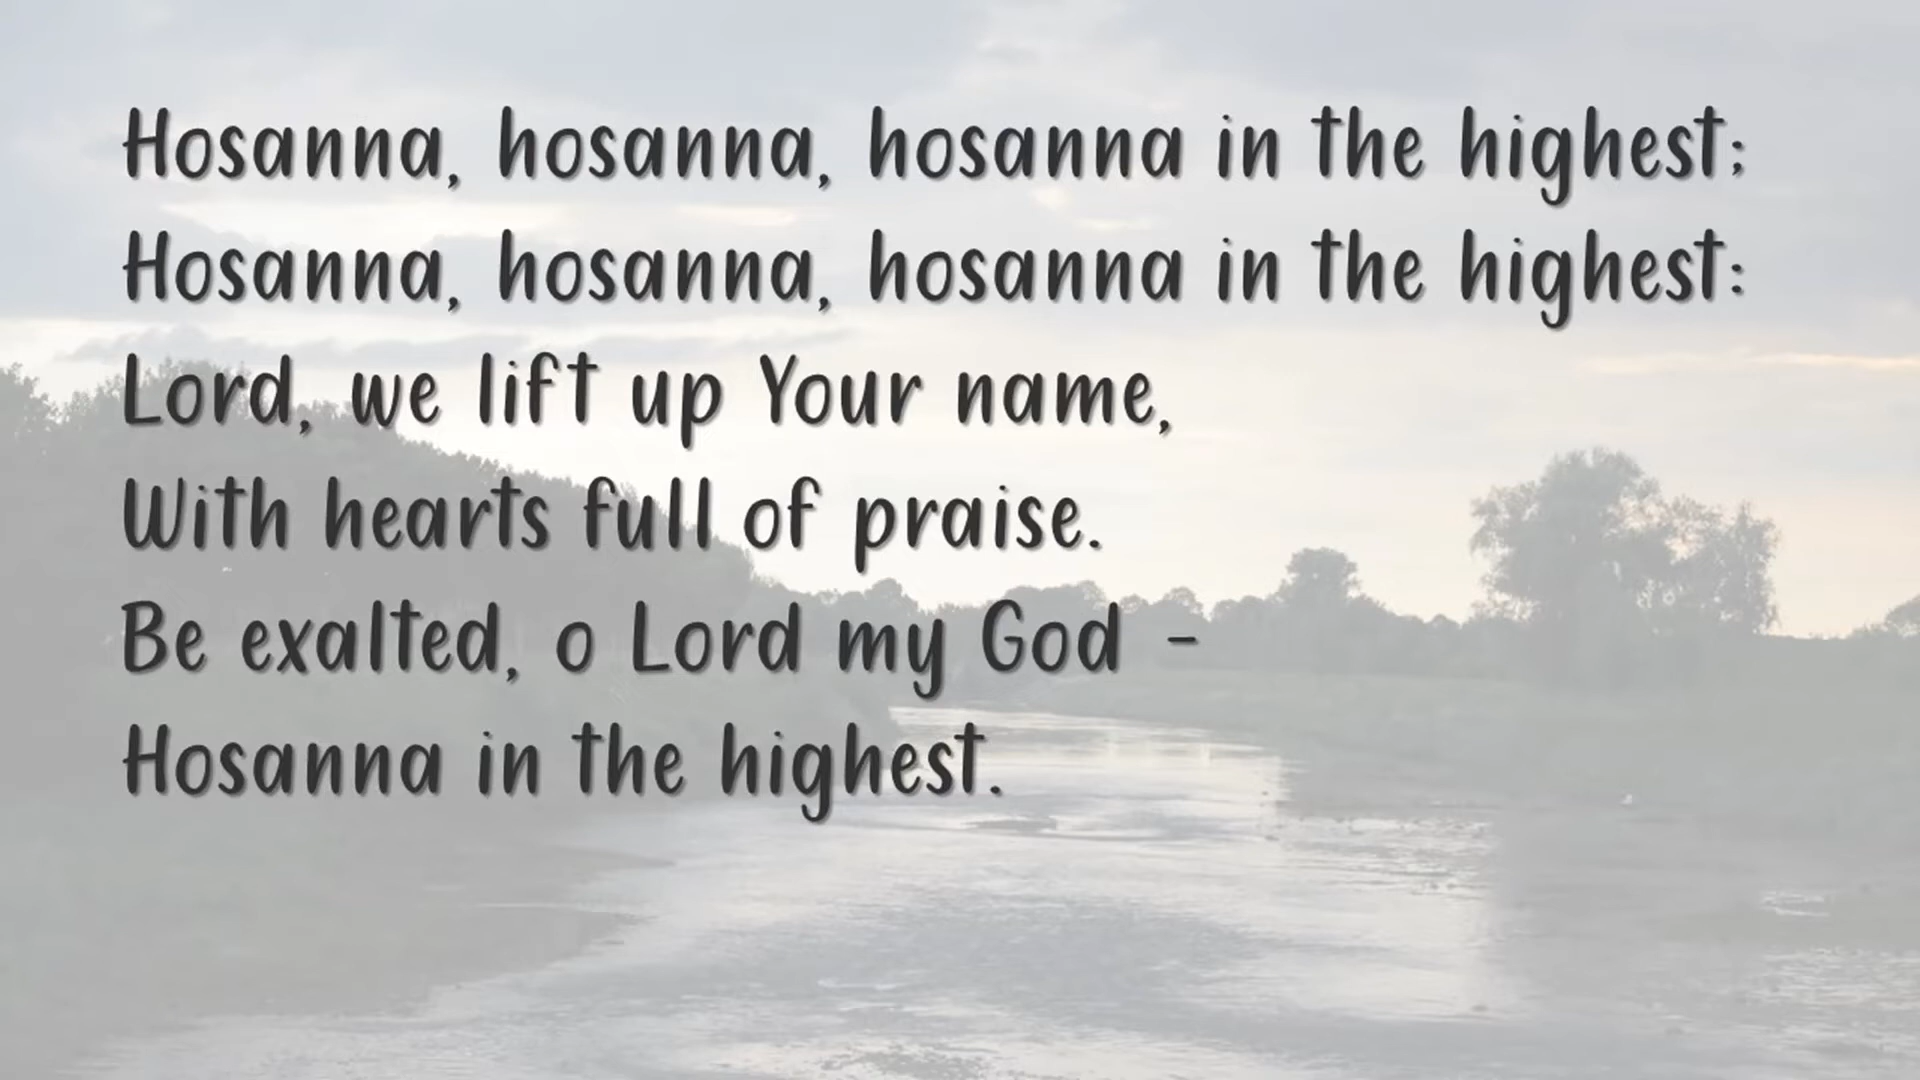 Hosanna, hosanna, hosanna in the highest;
Hosanna, hosanna, hosanna in the highest:
Lord, we lift up Your name,
With hearts full of praise.
Be exalted, o Lord my God -
Hosanna in the highest.